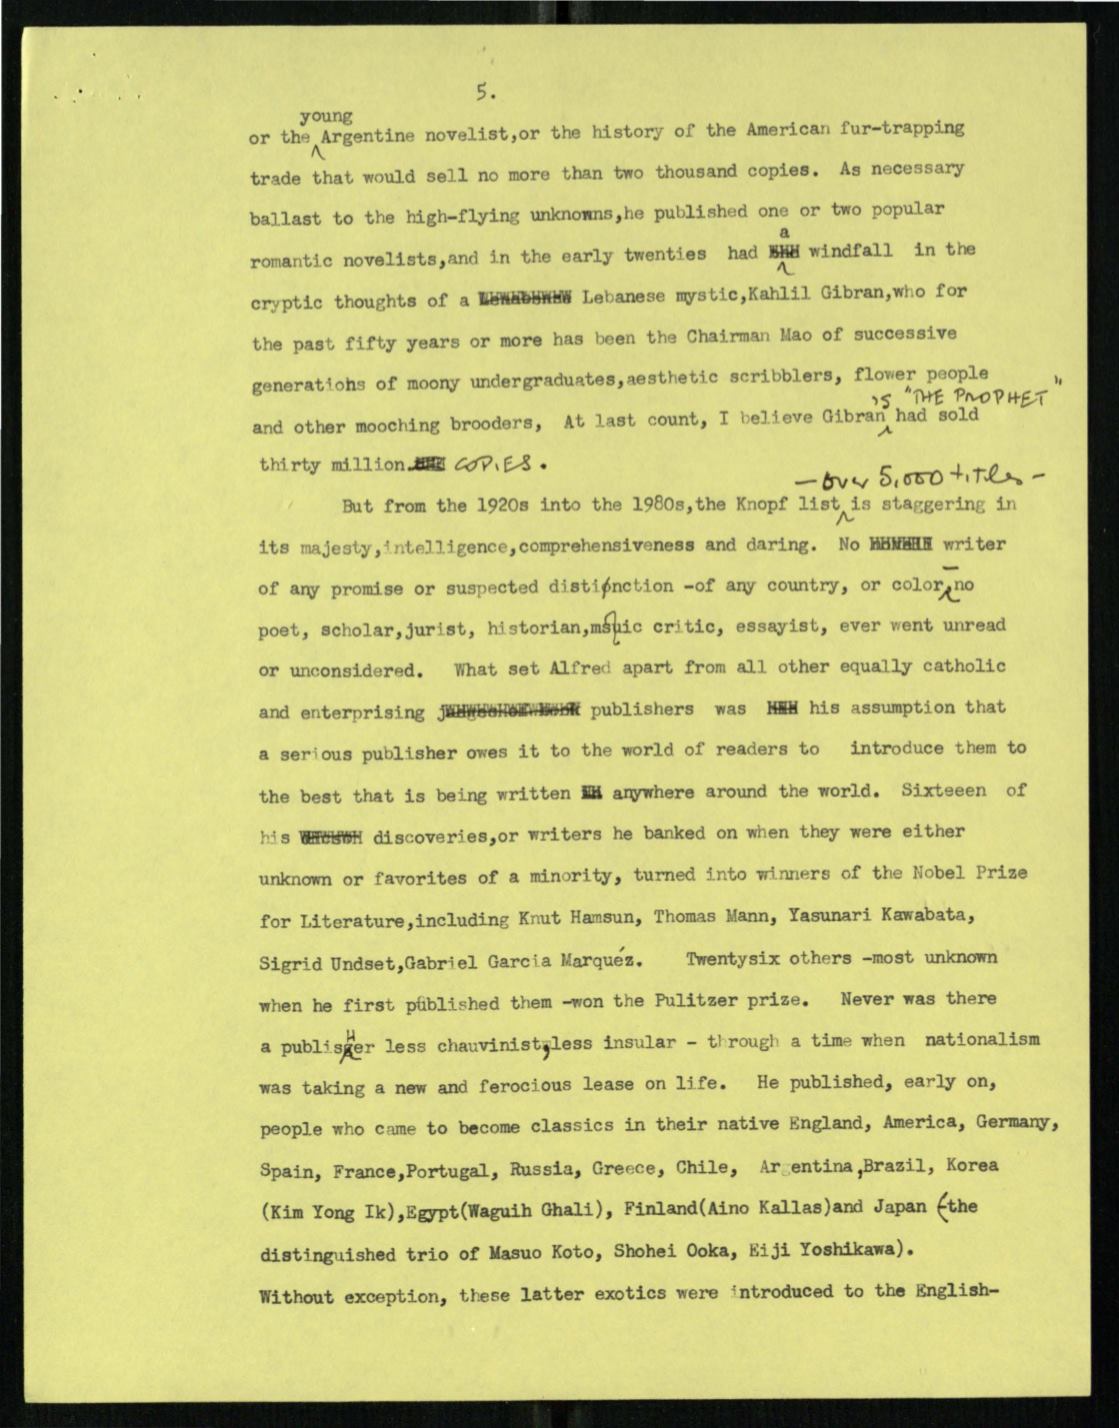 5.
young
or the Argentine novelist,or the history of the American fur-trapping
trade that would sell no more than two thousand copies. As necessary
ballast to the high-flying unknowns,he published one or two popular
a
romantic novelists,and in the early twenties had windfall in the
cryptic thoughts of a Lebanese mystic,Kahlil Gibran,who for
the past fifty years or more has been the Chairman Mao of successive
generatiohs of moony undergraduates,aesthetic scribblers, flower people
's "THE PROPHET"
and other mooching brooders, At last count, I believe Gibran had sold
thirty million COPIES.
- over 5,000 titles -
But from the 1920s into the 1980s,the Knopf list is staggering in
its majesty,intelligence,comprehensiveness and daring. No writer
of any promise or suspected distinction -of any country, or color - no
poet, scholar,jurist, historian,msuic critic, essayist, ever went unread
or unconsidered. What set Alfred apart from all other equally catholic
and enterprising publishers was his assumption that
a serious publisher owes it to the world of readers to introduce them to
the best that is being written anywhere around the world. Sixteeen of
his discoveries,or writers he banked on when they were either
unknown or favorites of a minority, turned into winners of the Nobel Prize
for Literature,including Knut Hamsun, Thomas Mann, Yasunari Kawabata,
Sigrid Undset,Gabriel Garcia Marquéz. Twentysix others -most unknown
when he first published them -won the Pulitzer prize. Never was there
a publisHer less chauvinist,less insular - through a time when nationalism
was taking a new and ferocious lease on life. He published, early on,
people who came to become classics in their native England, America, Germany,
Spain, France,Portugal, Russia, Greece, Chile, Argentina,Brazil, Korea
(Kim Yong Ik),Egypt(Waguih Ghali), Finland(Aino Kallas)and Japan (the
distinguished trio of Masuo Koto, Shohei Ooka, Eiji Yoshikawa).
Without exception, these latter exotics were introduced to the English-